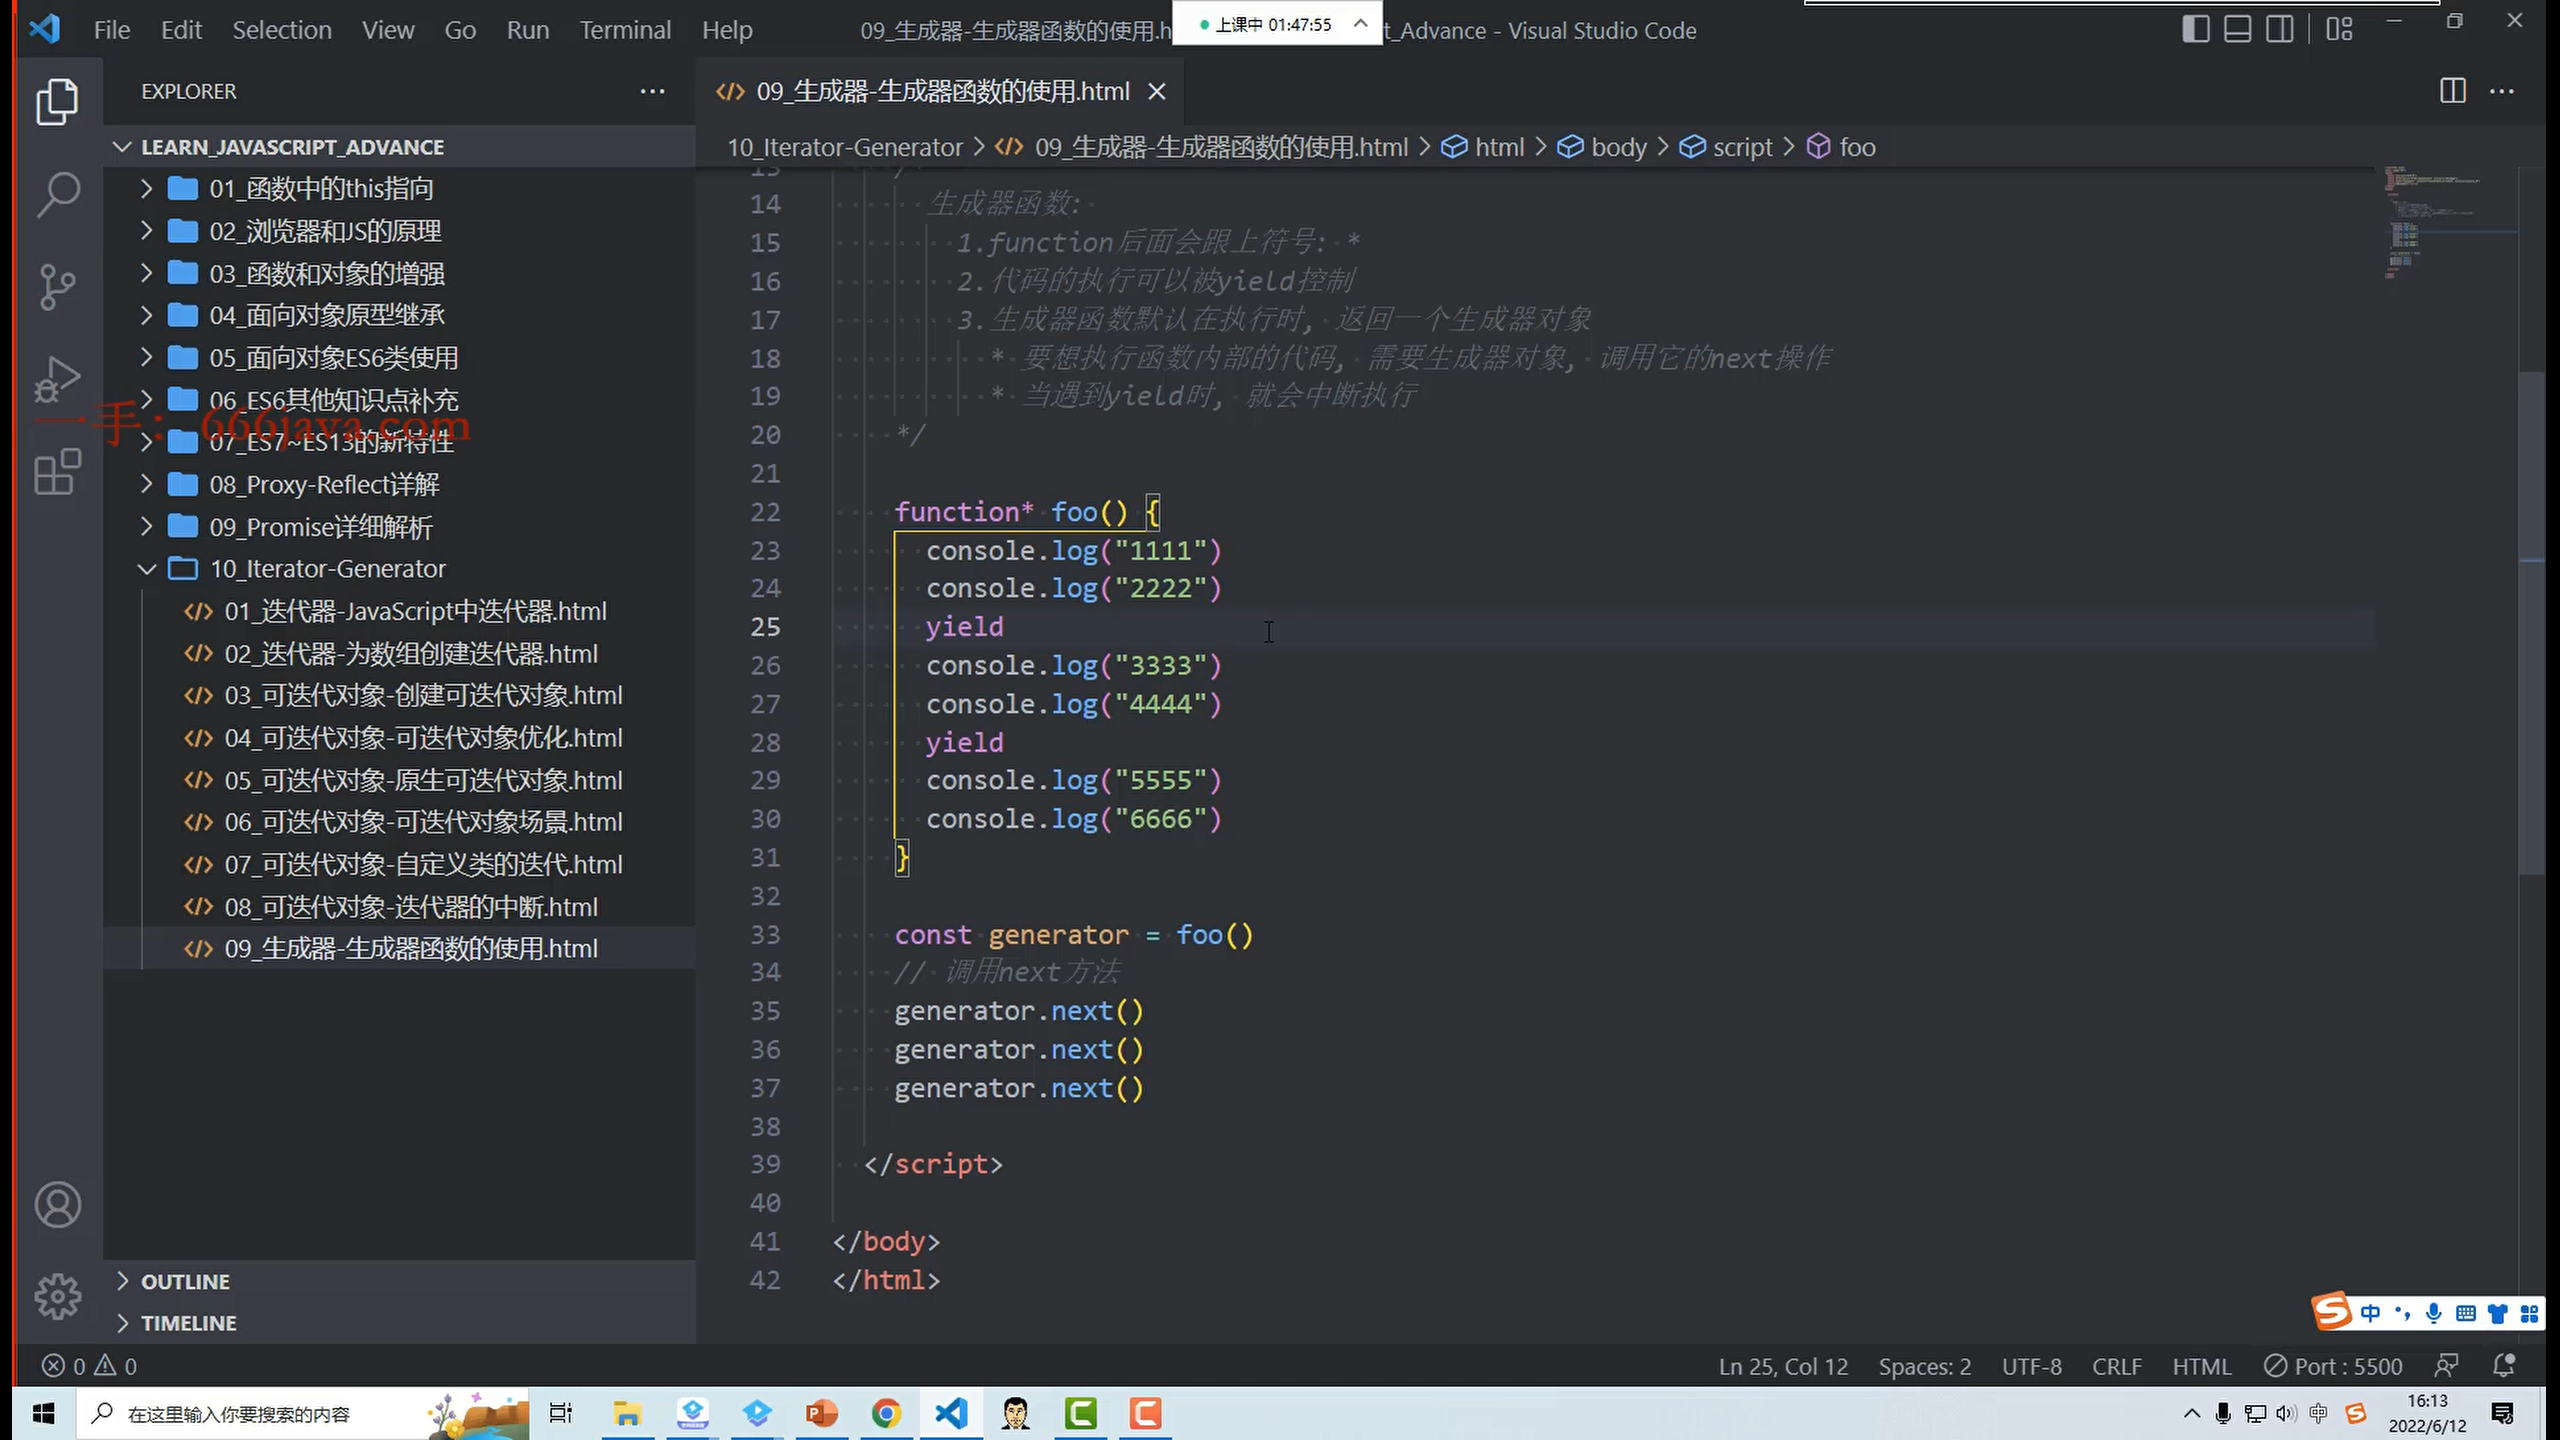 File Edit Selection View Go Run Terminal Help
09_生成器-生成器函数的使用.h
上课中 01:47:55
t_Advance - Visual Studio Code
EXPLORER
LEARN_JAVASCRIPT_ADVANCE
01_函数中的this指向
02_浏览器和JS的原理
03_函数和对象的增强
04_面向对象原型继承
05_面向对象ES6类使用
06_ES6其他知识点补充
一手：666java.com
07_ES7~ES13的新特性
08_Proxy-Reflect详解
09_Promise详细解析
10_Iterator-Generator
01_迭代器-JavaScript中迭代器.html
02_迭代器-为数组创建迭代器.html
03_可迭代对象-创建可迭代对象.html
04_可迭代对象-可迭代对象优化.html
05_可迭代对象-原生可迭代对象.html
06_可迭代对象-可迭代对象场景.html
07_可迭代对象-自定义类的迭代.html
08_可迭代对象-迭代器的中断.html
09_生成器-生成器函数的使用.html
OUTLINE
TIMELINE
09_生成器-生成器函数的使用.html
10_Iterator-Generator > 09_生成器-生成器函数的使用.html > html > body > script > foo
13 /*
14 生成器函数:
15 1.function后面会跟上符号: *
16 2.代码的执行可以被yield控制
17 3.生成器函数默认在执行时, 返回一个生成器对象
18 * 要想执行函数内部的代码, 需要生成器对象, 调用它的next操作
19 * 当遇到yield时, 就会中断执行
20 */
21
22 function* foo() {
23 console.log("1111")
24 console.log("2222")
25 yield
26 console.log("3333")
27 console.log("4444")
28 yield
29 console.log("5555")
30 console.log("6666")
31 }
32
33 const generator = foo()
34 // 调用next方法
35 generator.next()
36 generator.next()
37 generator.next()
38
39 </script>
40
41 </body>
42 </html>
中
0 0
Ln 25, Col 12 Spaces: 2 UTF-8 CRLF HTML Port : 5500
在这里输入你要搜索的内容
中
16:13
2022/6/12